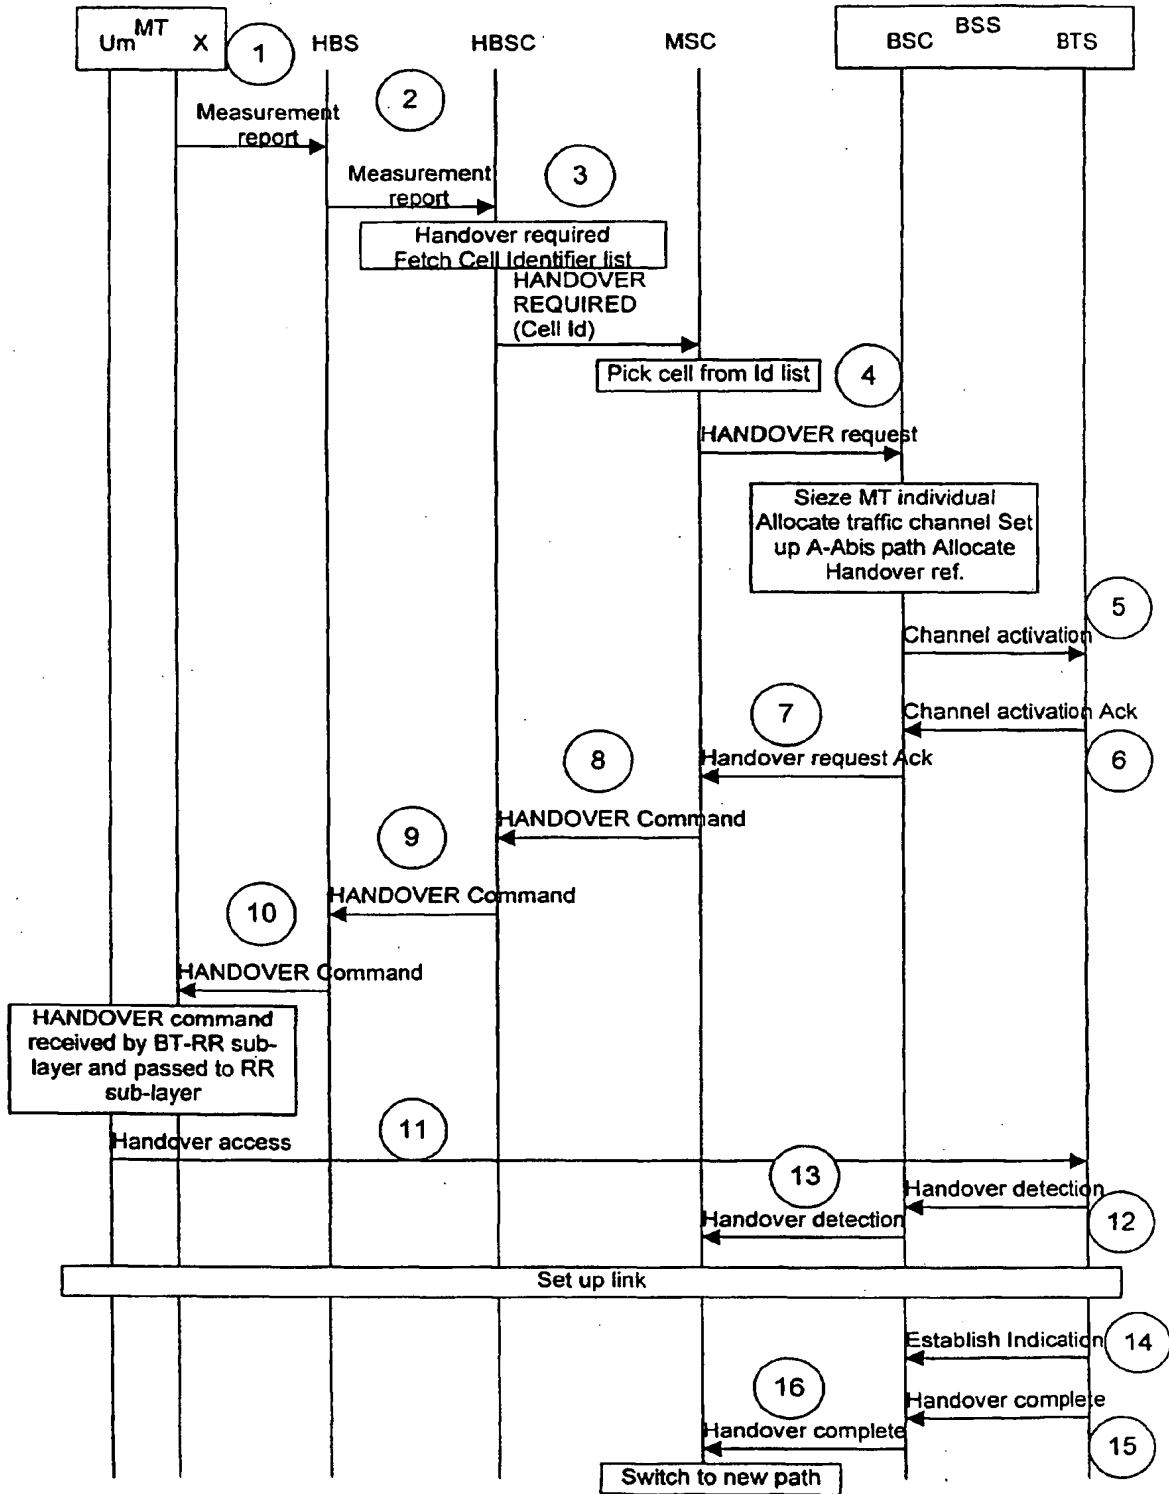 MT
Um
X
1
HBS
HBSC
MSC
BSS
BSC
BTS
2
Measurement
report
3
Measurement
report
Handover required
Fetch Cell Identifier list
HANDOVER
REQUIRED
(Cell Id)
Pick cell from Id list
4
HANDOVER request
Sieze MT individual
Allocate traffic channel Set
up A-Abis path Allocate
Handover ref.
5
Channel activation
Channel activation Ack
6
7
Handover request Ack
8
HANDOVER Command
9
HANDOVER Command
10
HANDOVER Command
HANDOVER command
received by BT-RR sub-
layer and passed to RR
sub-layer
11
Handover access
13
Handover detection
12
Handover detection
Set up link
Establish Indication
14
16
Handover complete
Handover complete
15
Switch to new path